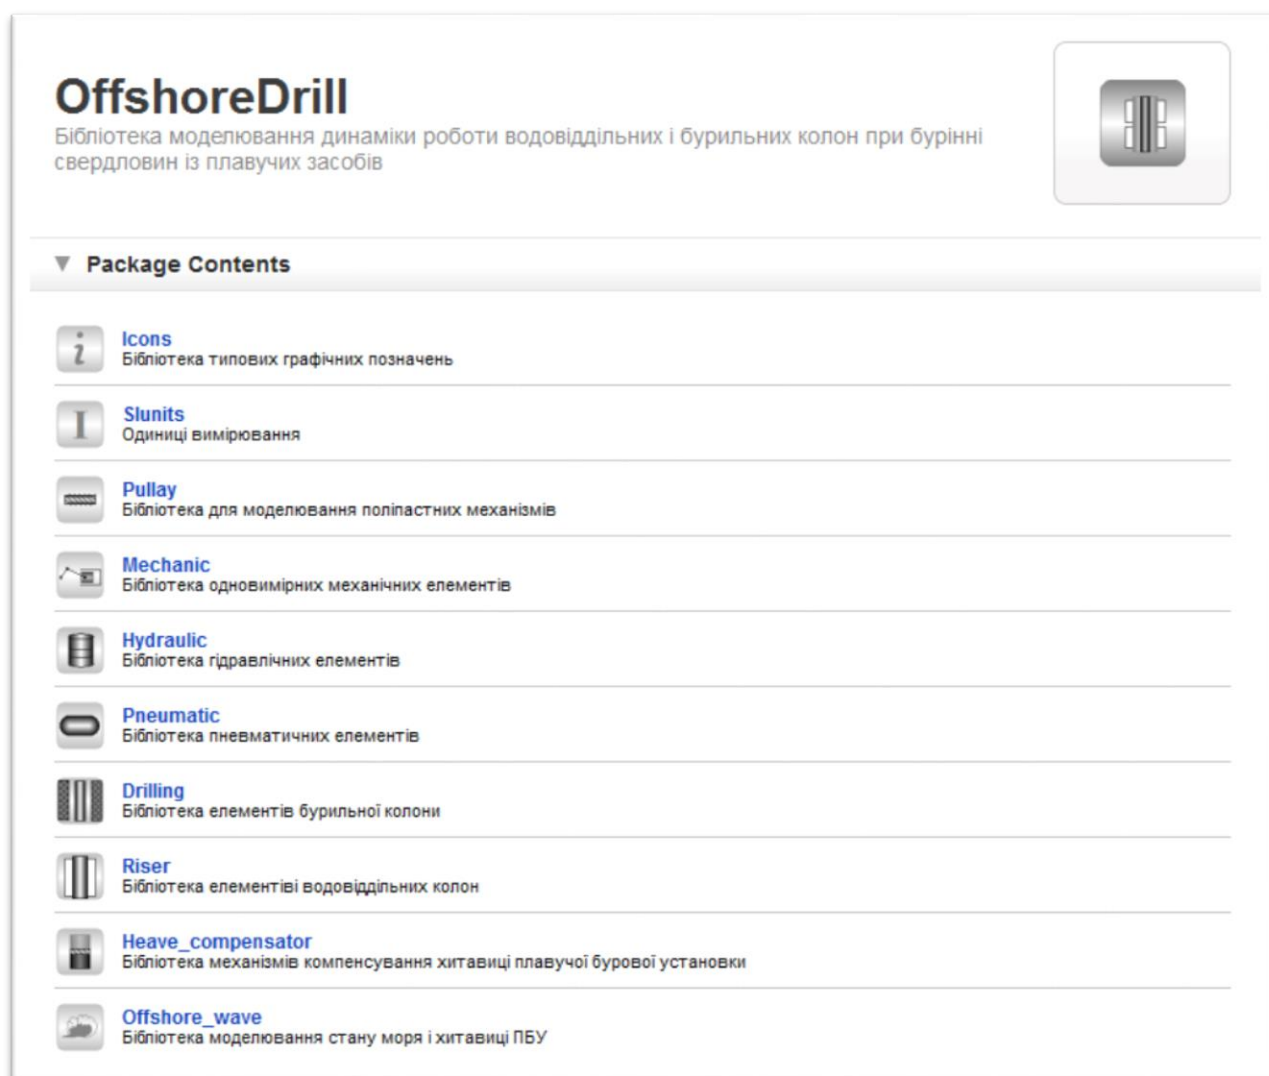 OffshoreDrill
Бібліотека моделювання динаміки роботи водовіддільних і бурильних колон при бурінні
свердловин із плавучих засобів
Package Contents
Icons
Бібліотека типових графічних позначень
SIunits
Одиниці вимірювання
Pullay
Бібліотека для моделювання поліпастних механізмів
Mechanic
Бібліотека одновимірних механічних елементів
Hydraulic
Бібліотека гідравлічних елементів
Pneumatic
Бібліотека пневматичних елементів
Drilling
Бібліотека елементів бурильної колони
Riser
Бібліотека елементіві водовіддільних колон
Heave_compensator
Бібліотека механізмів компенсування хитавиці плавучої бурової установки
Offshore_wave
Бібліотека моделювання стану моря і хитавиці ПБУ